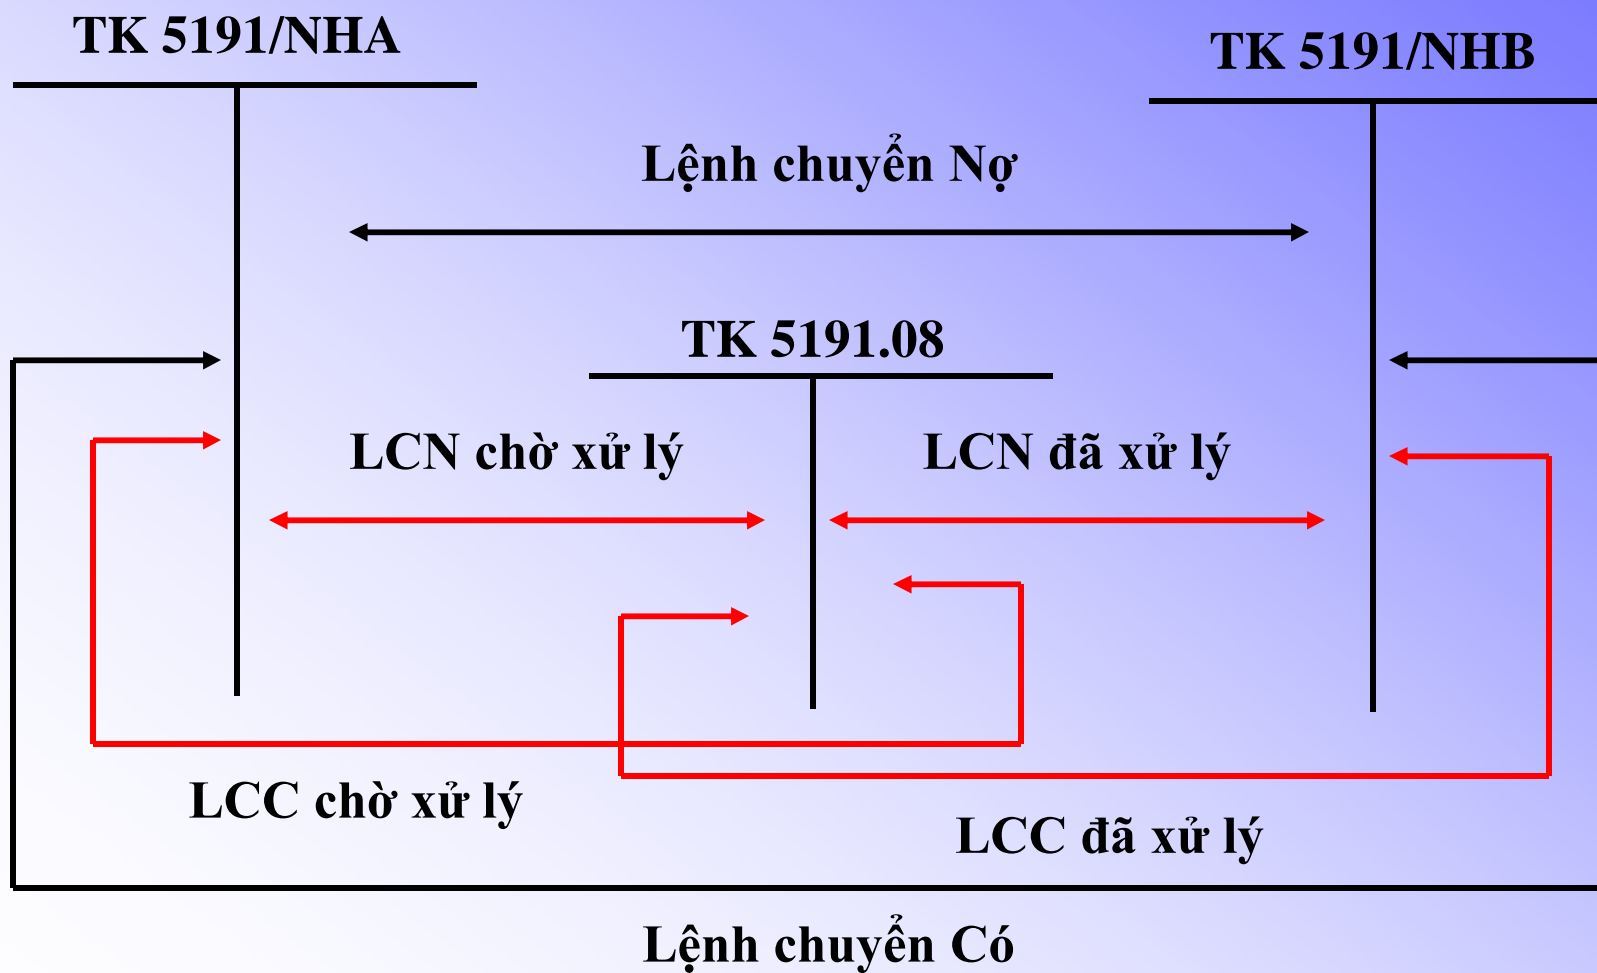 TK 5191/NHA
TK 5191/NHB
Lệnh chuyển Nợ
TK 5191.08
LCN chờ xử lý
LCN đã xử lý
LCC chờ xử lý
LCC đã xử lý
Lệnh chuyển Có